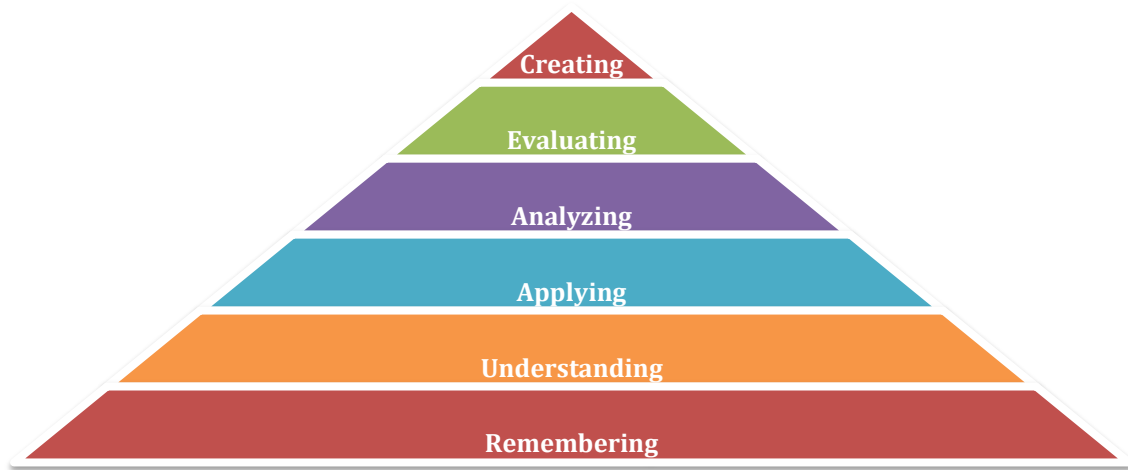 Creating
Evaluating
Analyzing
Applying
Understanding
Remembering